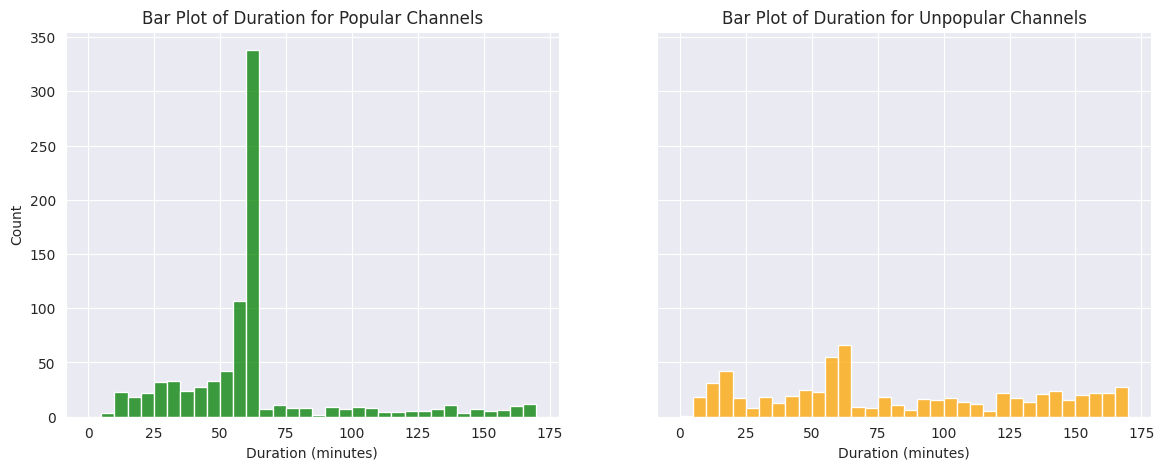 Bar Plot of Duration for Popular Channels
Bar Plot of Duration for Unpopular Channels
350
300
250
200
150
100
50
0
Count
0 25 50 75 100 125 150 175
0 25 50 75 100 125 150 175
Duration (minutes)
Duration (minutes)